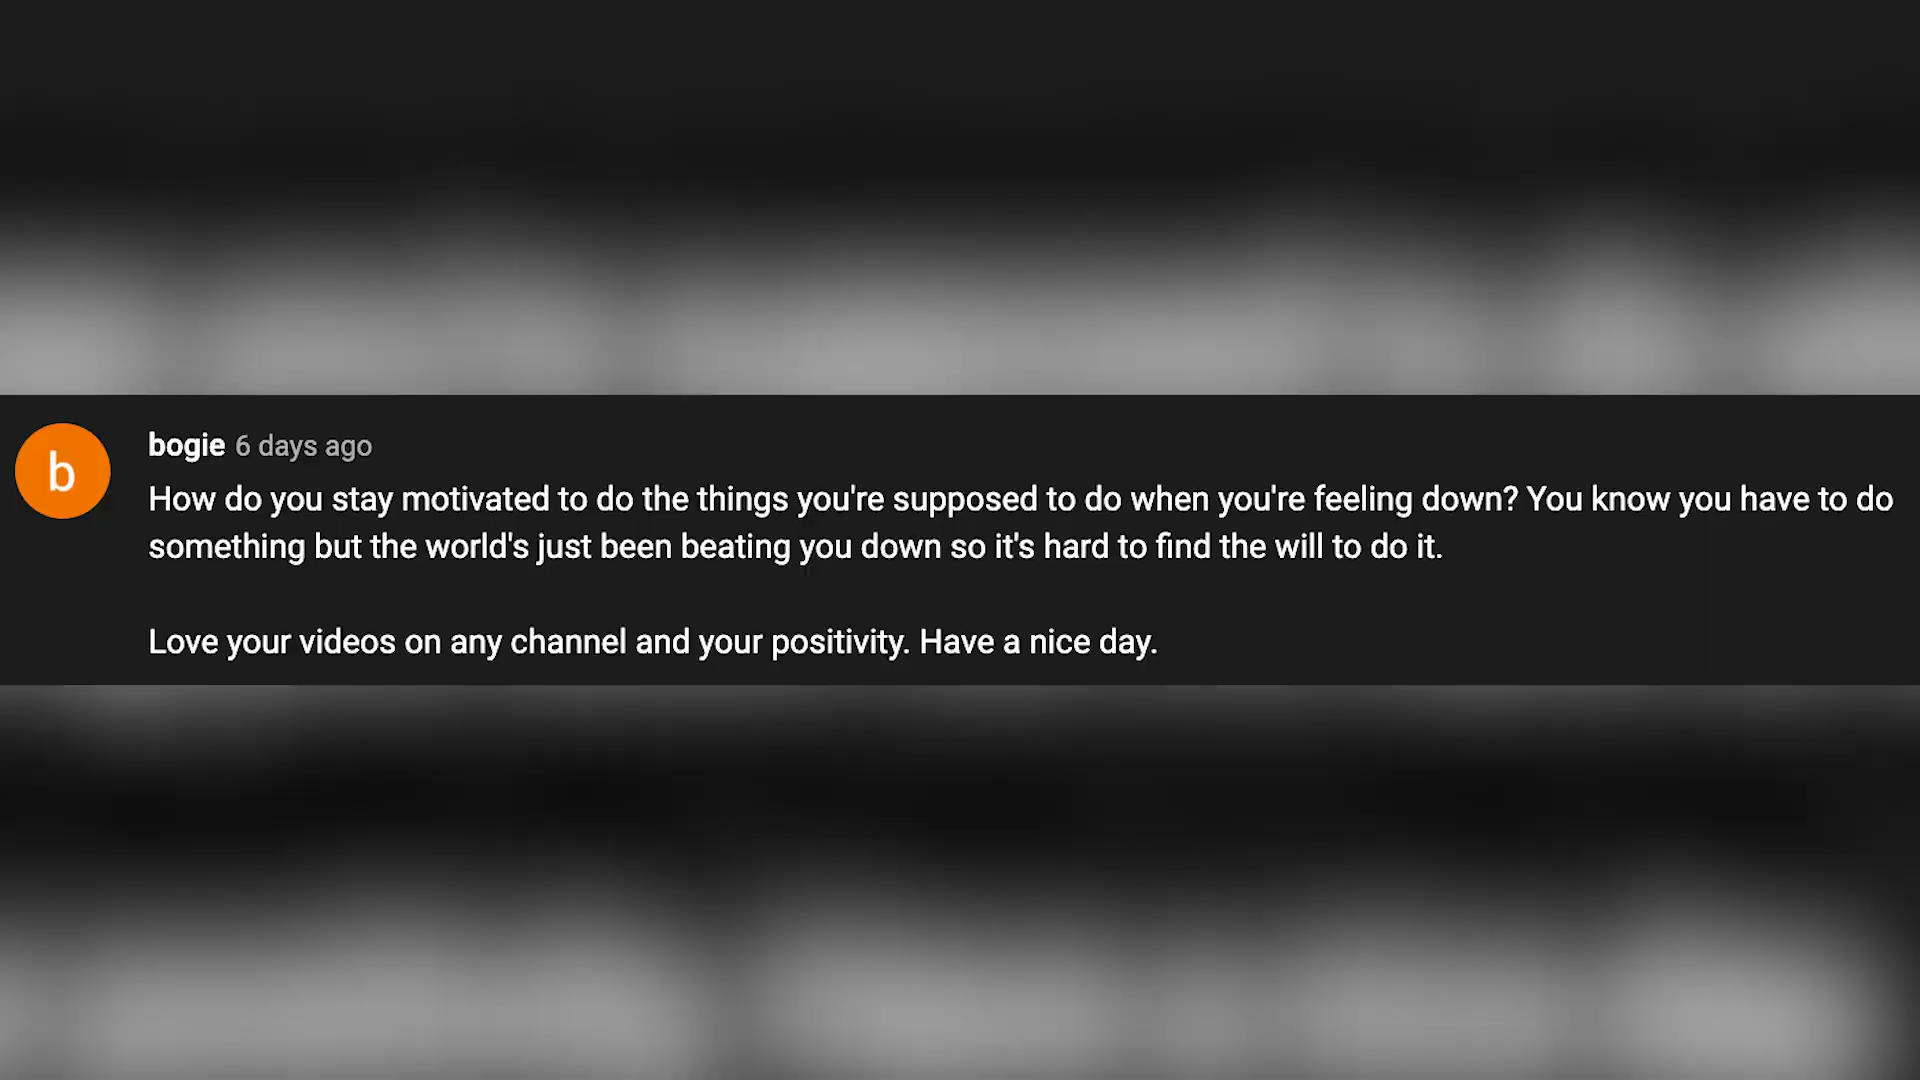 b
bogie 6 days ago
How do you stay motivated to do the things you're supposed to do when you're feeling down? You know you have to do
something but the world's just been beating you down so it's hard to find the will to do it.
Love your videos on any channel and your positivity. Have a nice day.